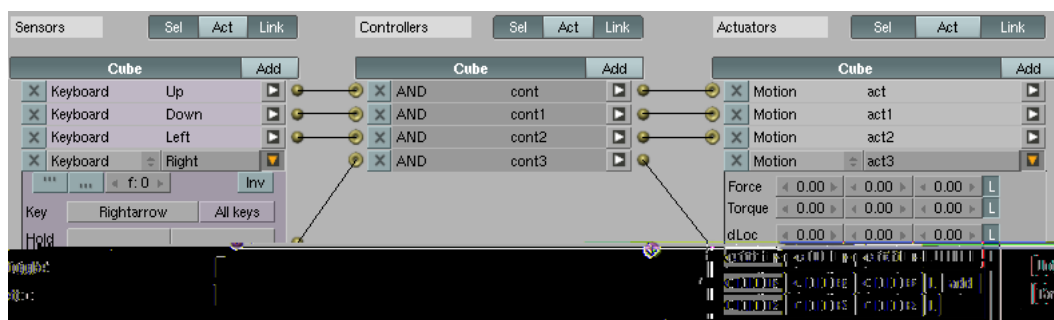 Sensors Sel Act Link Controllers Sel Act Link Actuators Sel Act Link
Cube Add Cube Add Cube Add
X Keyboard Up X AND cont X Motion act
X Keyboard Down X AND cont1 X Motion act1
X Keyboard Left X AND cont2 X Motion act2
X Keyboard Right X AND cont3 X Motion act3
f: 0 Inv Force 0.00 0.00 0.00 L
Key Rightarrow All keys Torque 0.00 0.00 0.00 L
Hold dLoc 0.00 0.00 0.00 L
add